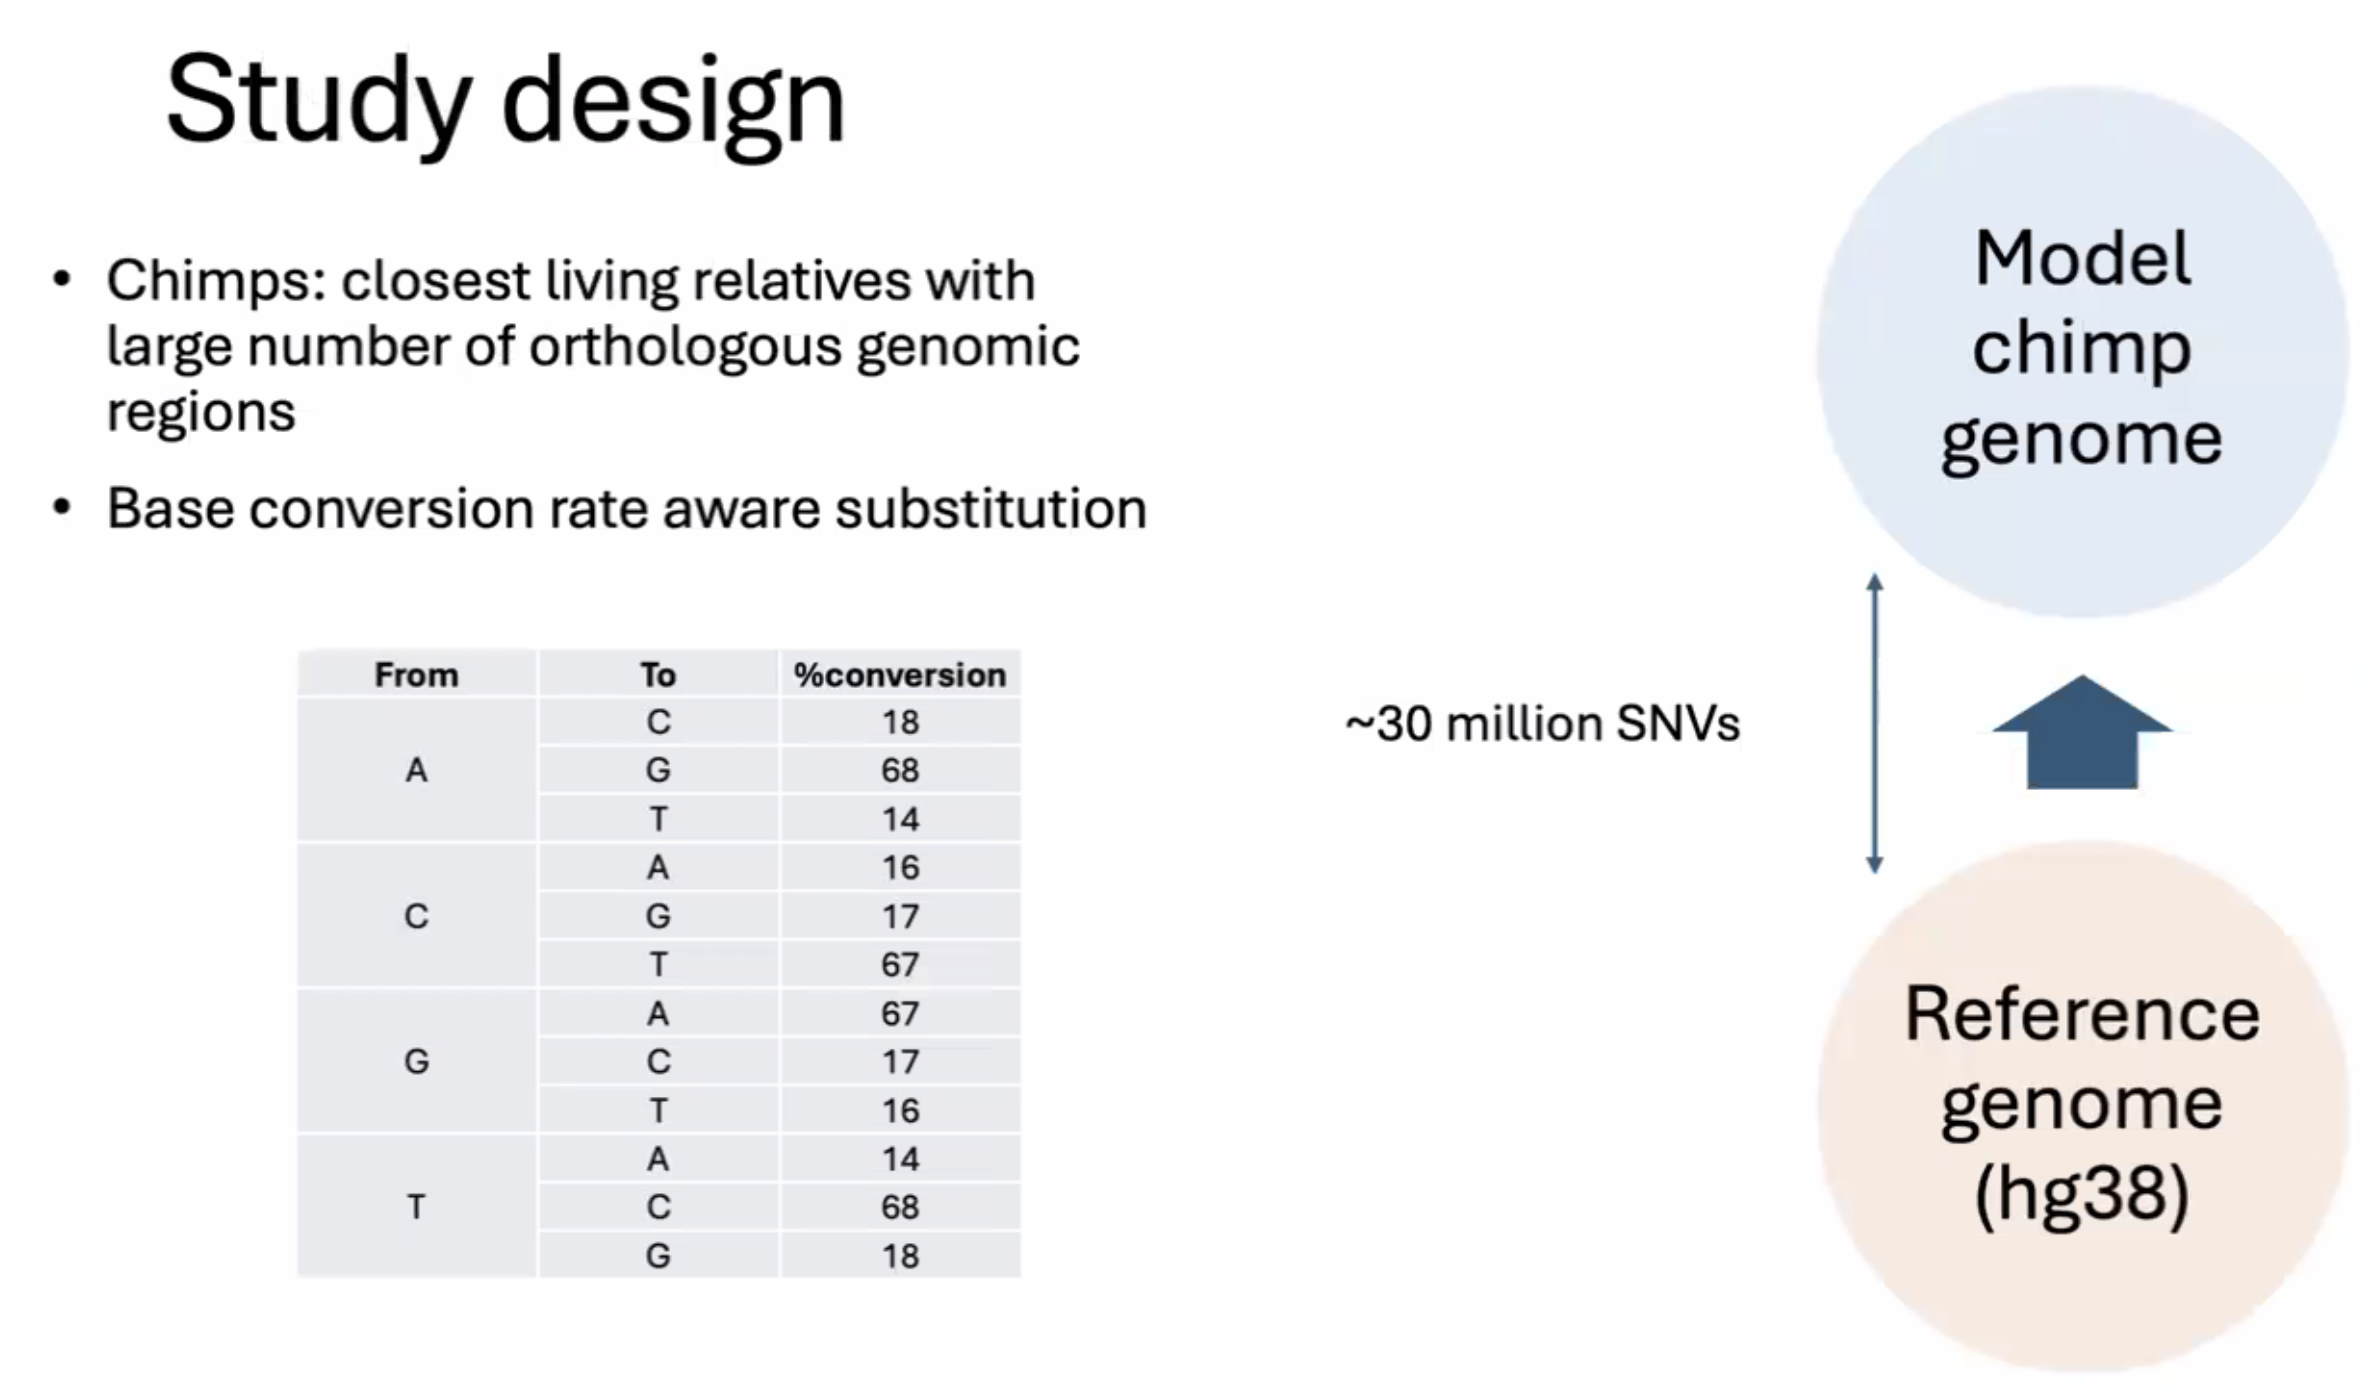 Study design
• Chimps: closest living relatives with
large number of orthologous genomic
regions
• Base conversion rate aware substitution
From To %conversion
A
C 18
G 68
T 14
C
A 16
G 17
T 67
G
A 67
C 17
T 16
T
A 14
C 68
G 18
~30 million SNVs
Model
chimp
genome
Reference
genome
(hg38)